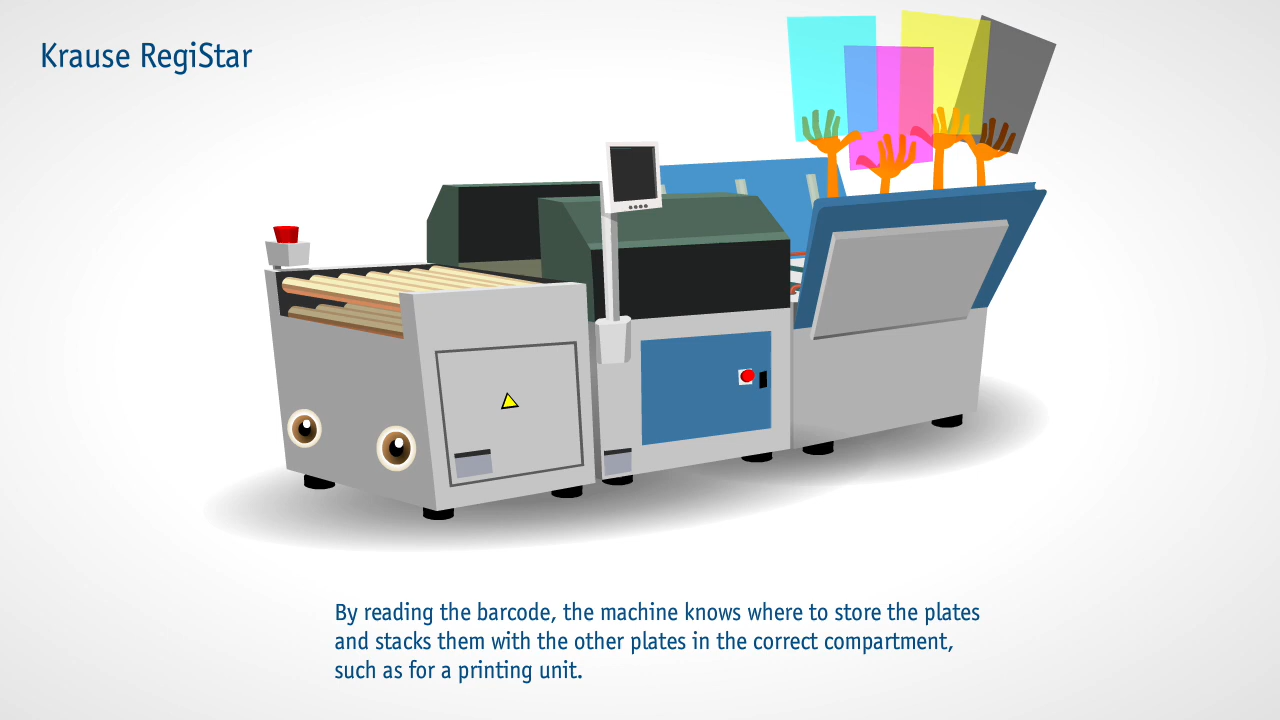 Krause RegiStar
By reading the barcode, the machine knows where to store the plates
and stacks them with the other plates in the correct compartment,
such as for a printing unit.